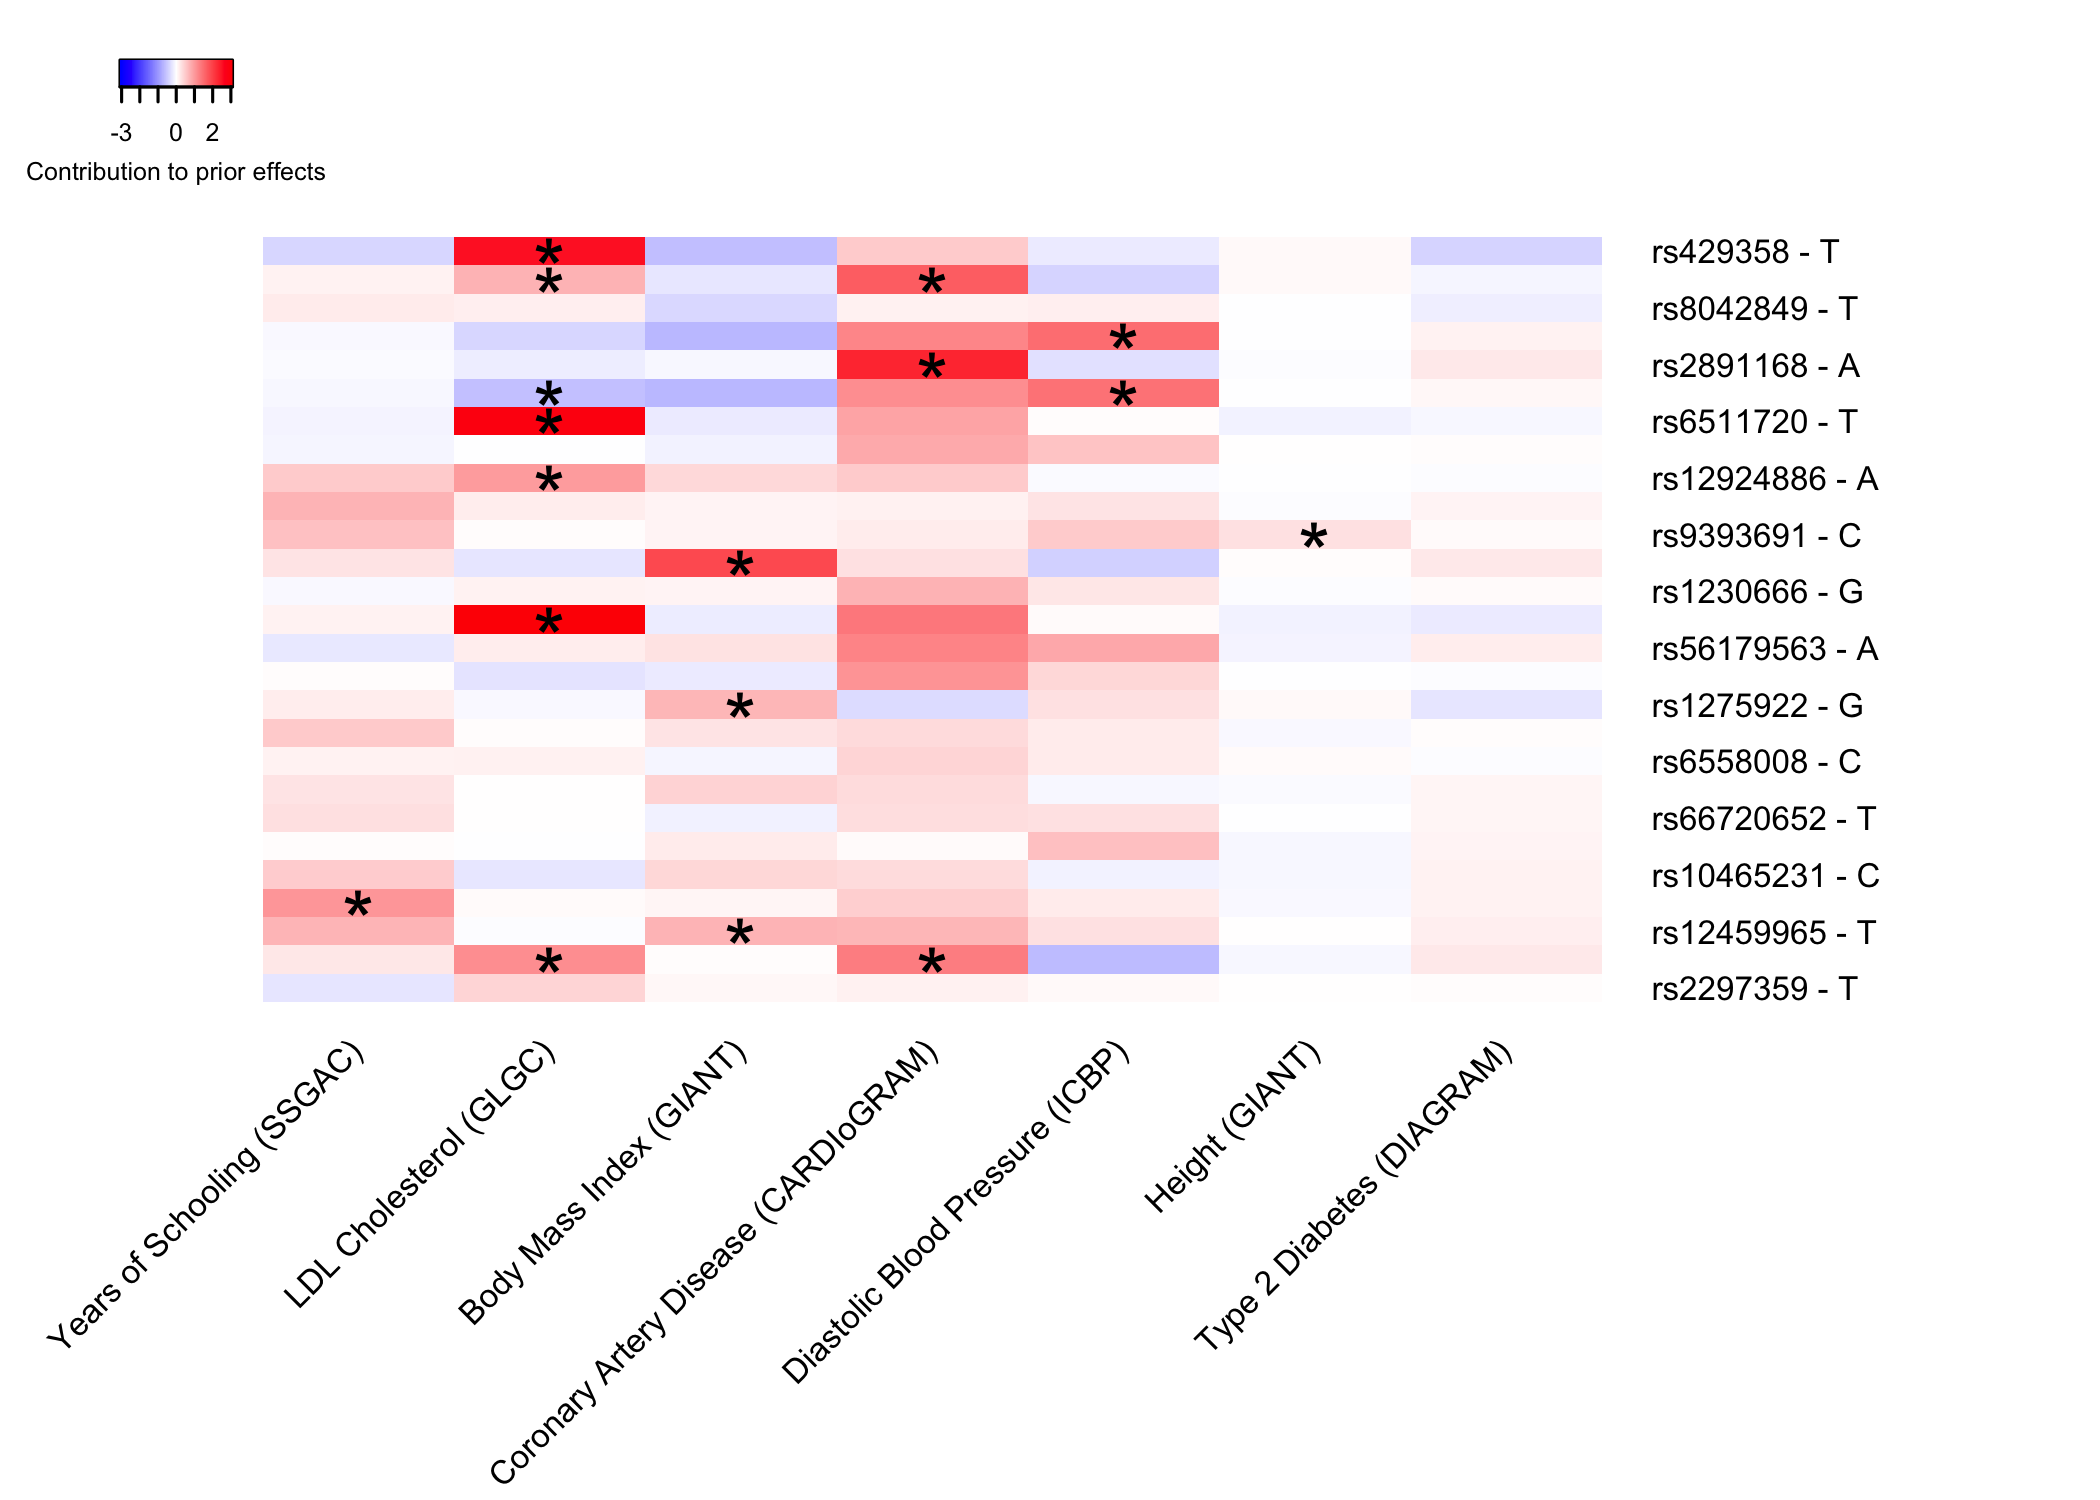 -3 0 2
Contribution to prior effects
* rs429358 - T
* *
rs8042849 - T
*
* rs2891168 - A
* *
* rs6511720 - T
* rs12924886 - A
* rs9393691 - C
*
rs1230666 - G
*
rs56179563 - A
* rs1275922 - G
rs6558008 - C
rs66720652 - T
rs10465231 - C
*
* rs12459965 - T
* *
rs2297359 - T
Years of Schooling (SSGAC)
LDL Cholesterol (GLGC)
Body Mass Index (GIANT)
Coronary Artery Disease (CARDIoGRAM)
Diastolic Blood Pressure (ICBP)
Height (GIANT)
Type 2 Diabetes (DIAGRAM)